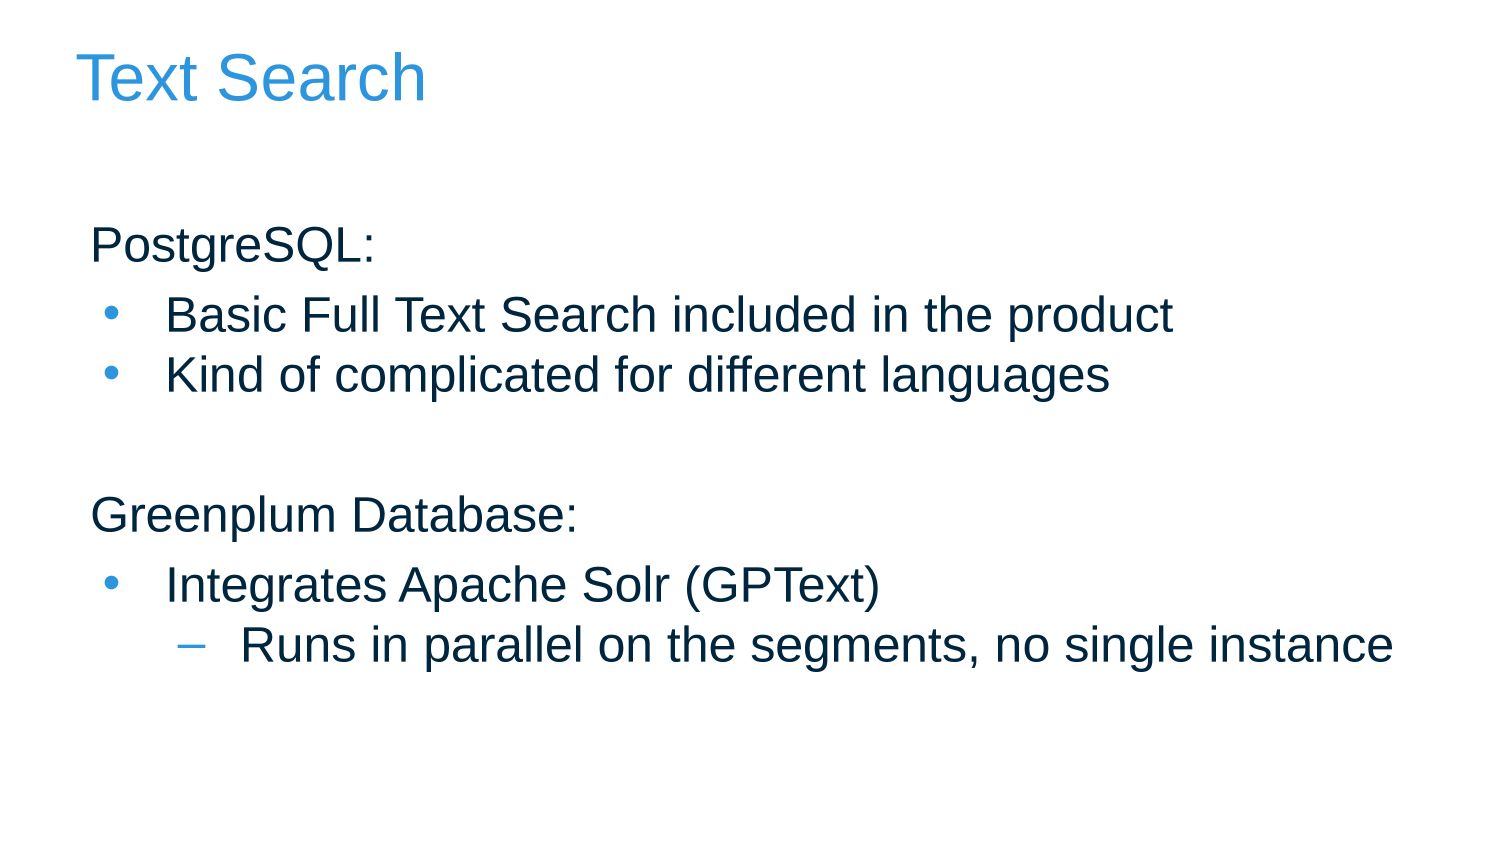 Text Search
PostgreSQL:
• Basic Full Text Search included in the product
• Kind of complicated for different languages
Greenplum Database:
• Integrates Apache Solr (GPText)
– Runs in parallel on the segments, no single instance